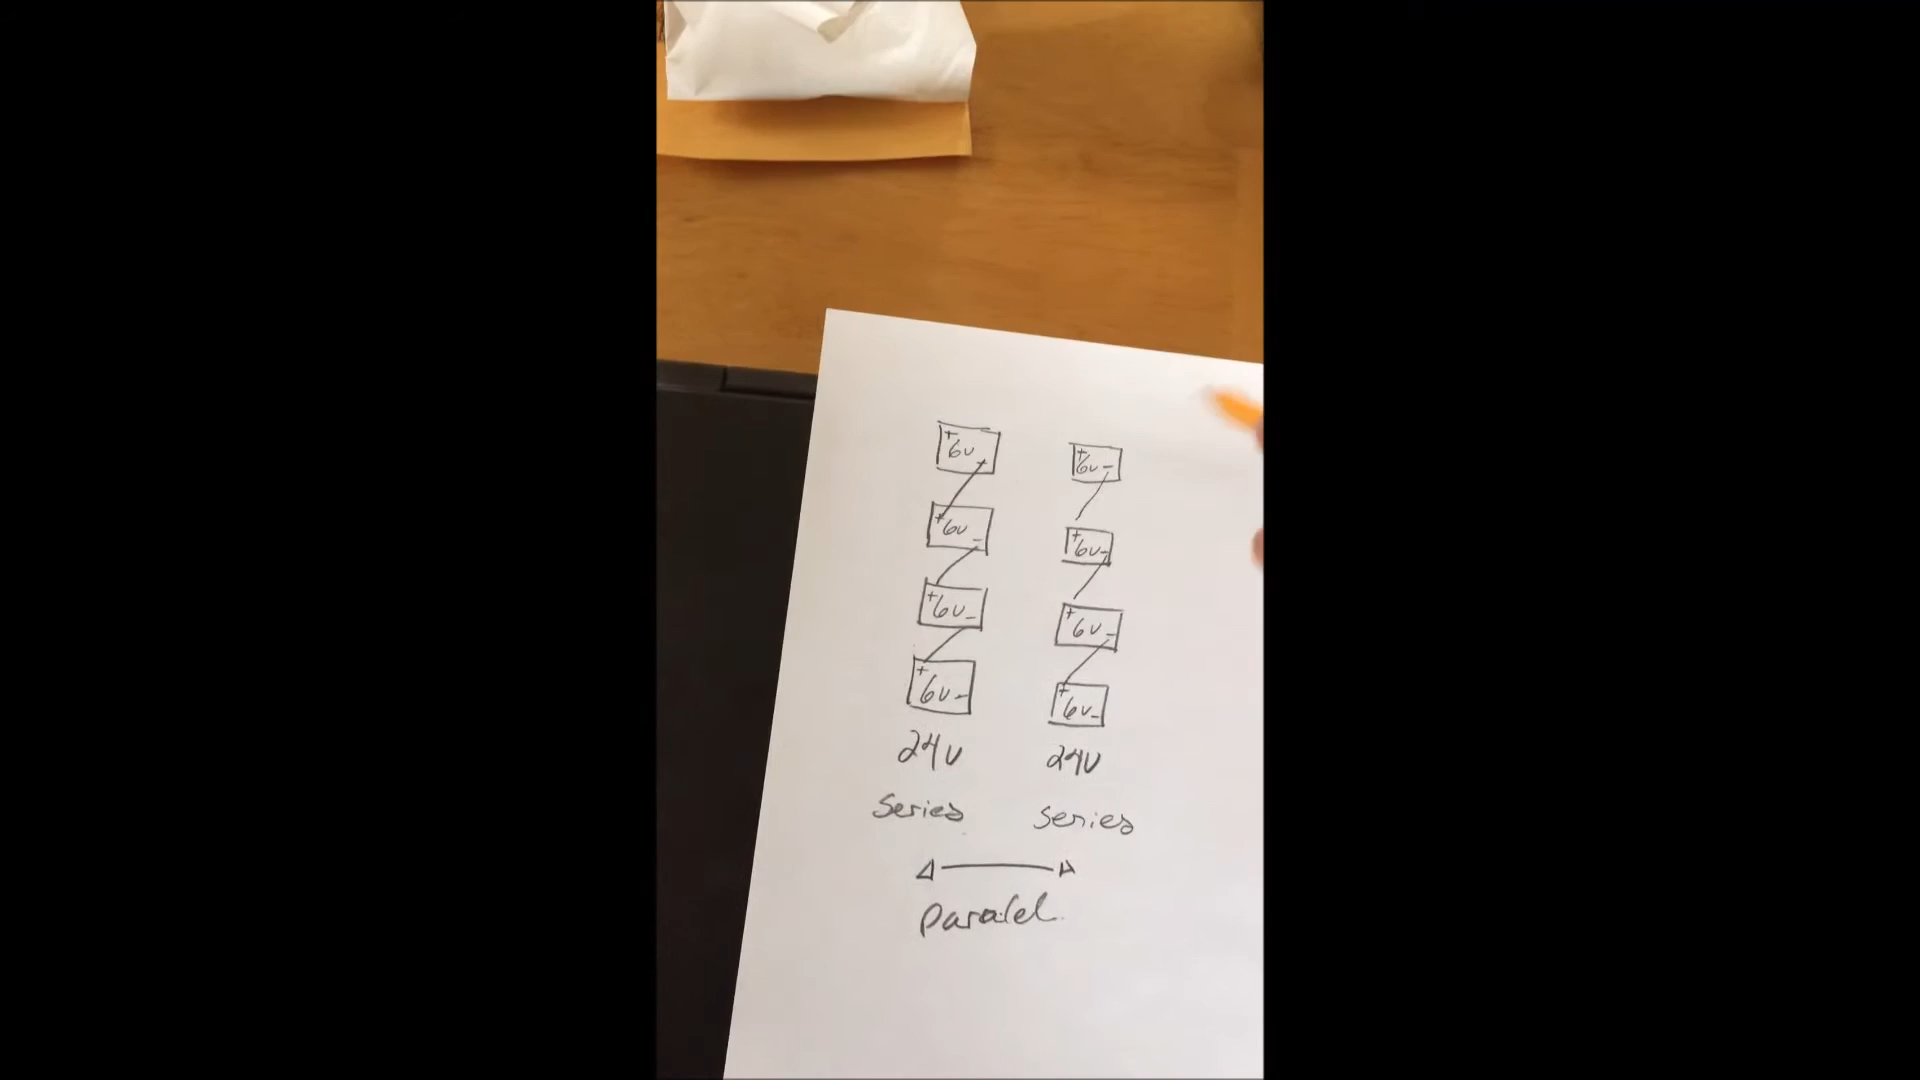 + 6v - + 6v -
+ 6v - + 6v -
+ 6v - + 6v -
+ 6v - + 6v -
24v 24v
Series Series
Paralel